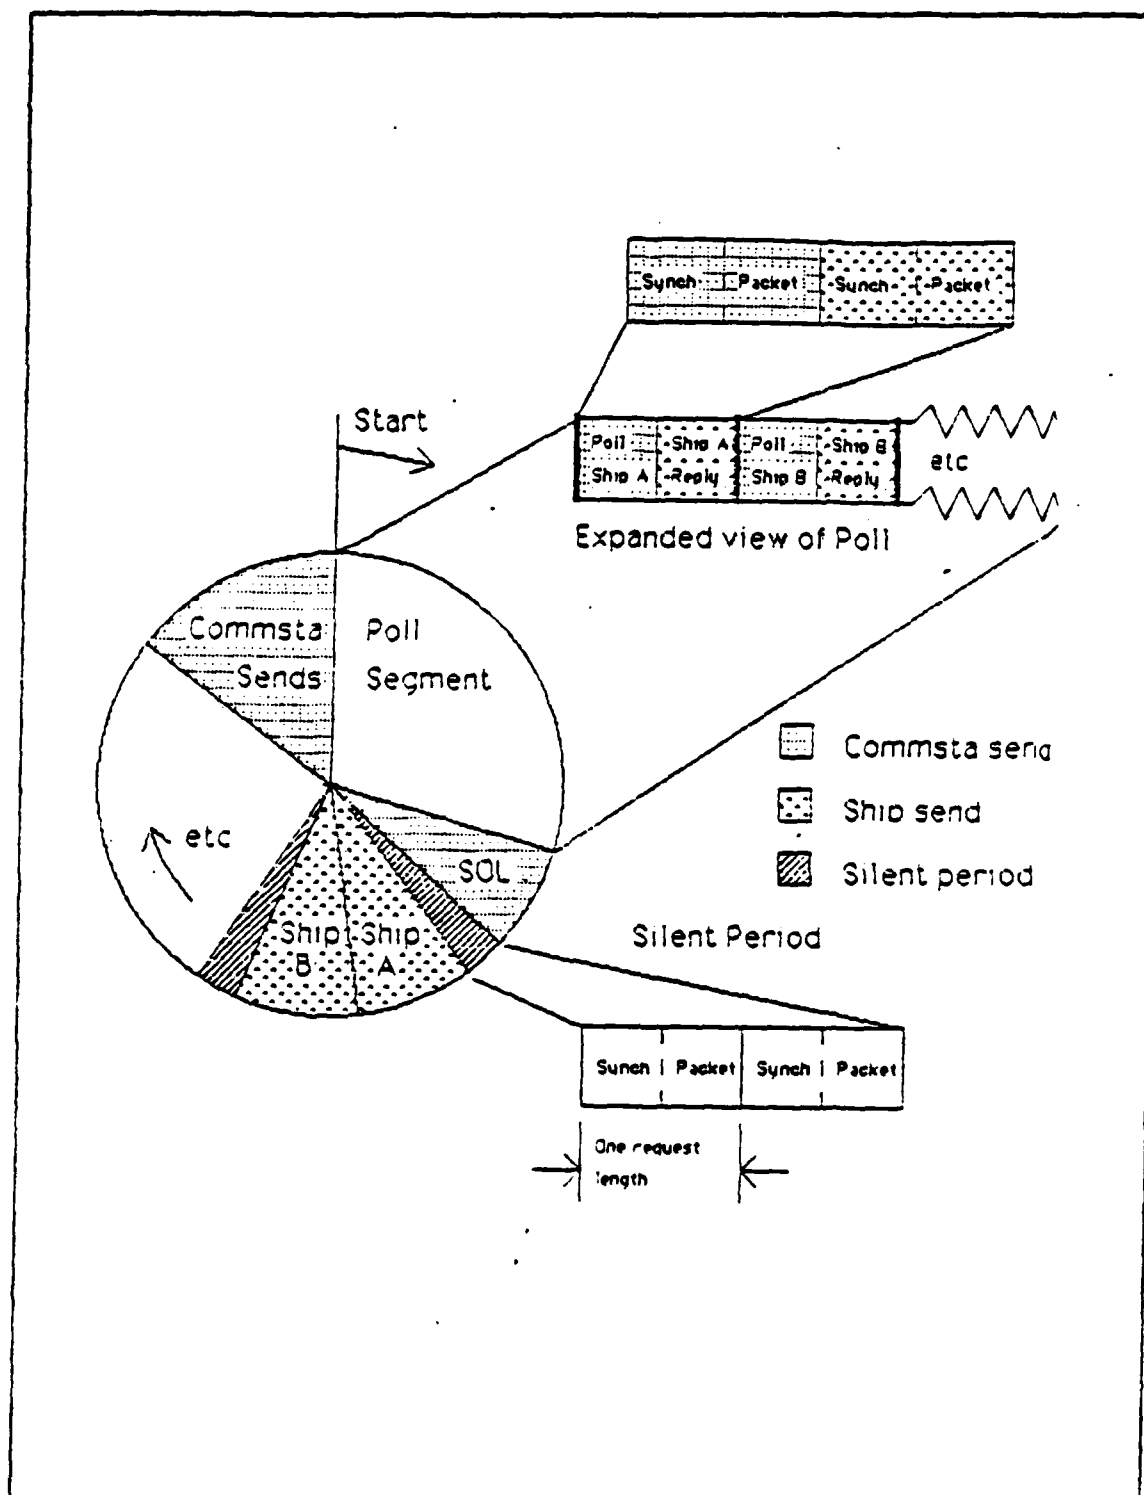 Synch Packet Synch Packet
Start
Poll Ship A Poll Ship B
Ship A Reply Ship B Reply
etc
Expanded view of Poll
Commsta Poll
Sends Segment
Commsta send
Ship send
Silent period
etc
SOL
Ship Ship
B A
Silent Period
Synch Packet Synch Packet
One request
length